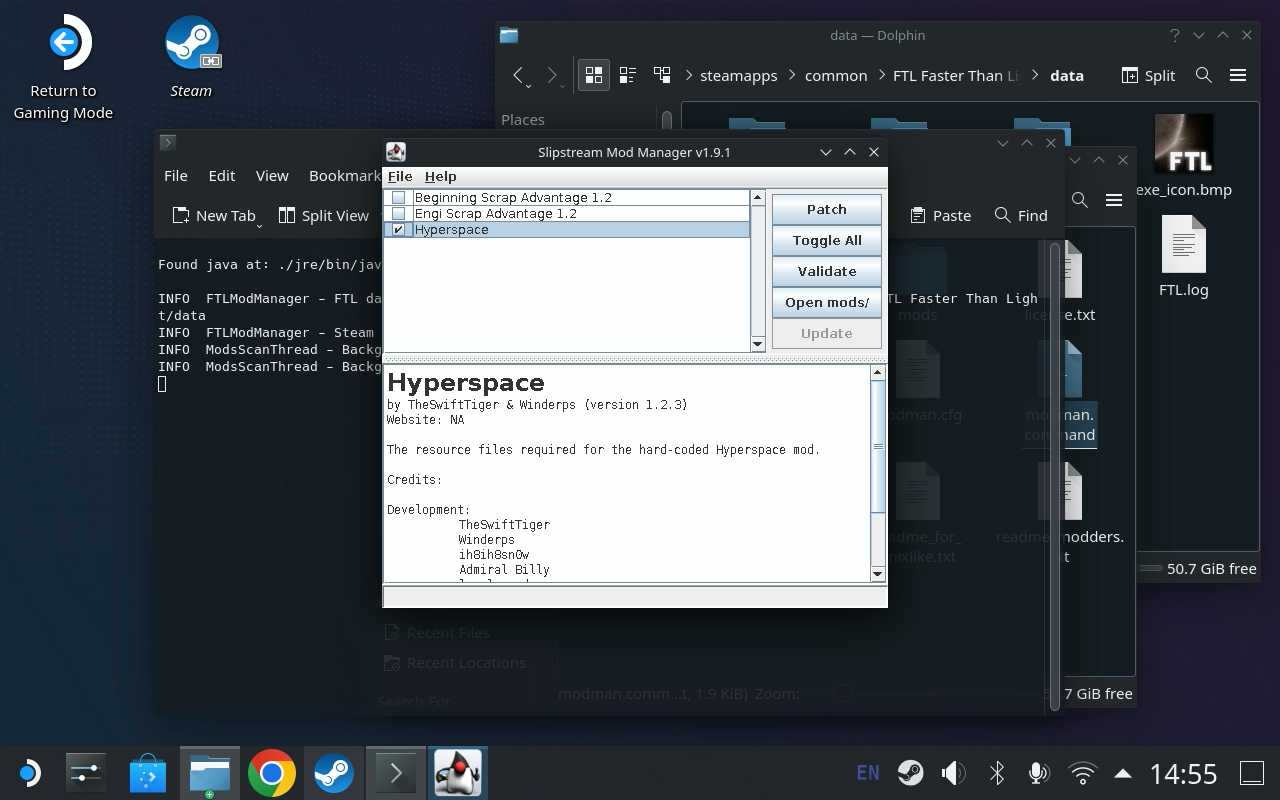 Return to
Gaming Mode
Steam
data — Dolphin
steamapps
common
FTL Faster Than Li
data
Split
Places
FTL
exe_icon.bmp
FTL.log
50.7 GiB free
File Edit View Bookmark
New Tab
Split View
Paste
Find
Found java at: ./jre/bin/jav
INFO FTLModManager - FTL da
TL Faster Than Ligh
t/data
INFO FTLModManager - Steam
INFO ModsScanThread - Backg
INFO ModsScanThread - Backg
Slipstream Mod Manager v1.9.1
File Help
Beginning Scrap Advantage 1.2
Engi Scrap Advantage 1.2
Hyperspace
Patch
Toggle All
Validate
Open mods/
Update
Hyperspace
by TheSwiftTiger & Winderps (version 1.2.3)
Website: NA
The resource files required for the hard-coded Hyperspace mod.
Credits:
Development:
TheSwiftTiger
Winderps
ih8ih8sn0w
Admiral Billy
mods
license.txt
odman.cfg
modman.
command
adme_for_
nixlike.txt
readme_modders.
xt
Recent Files
Recent Locations
Search For
modman.comm...t, 1.9 KiB)
Zoom:
.7 GiB free
EN
14:55